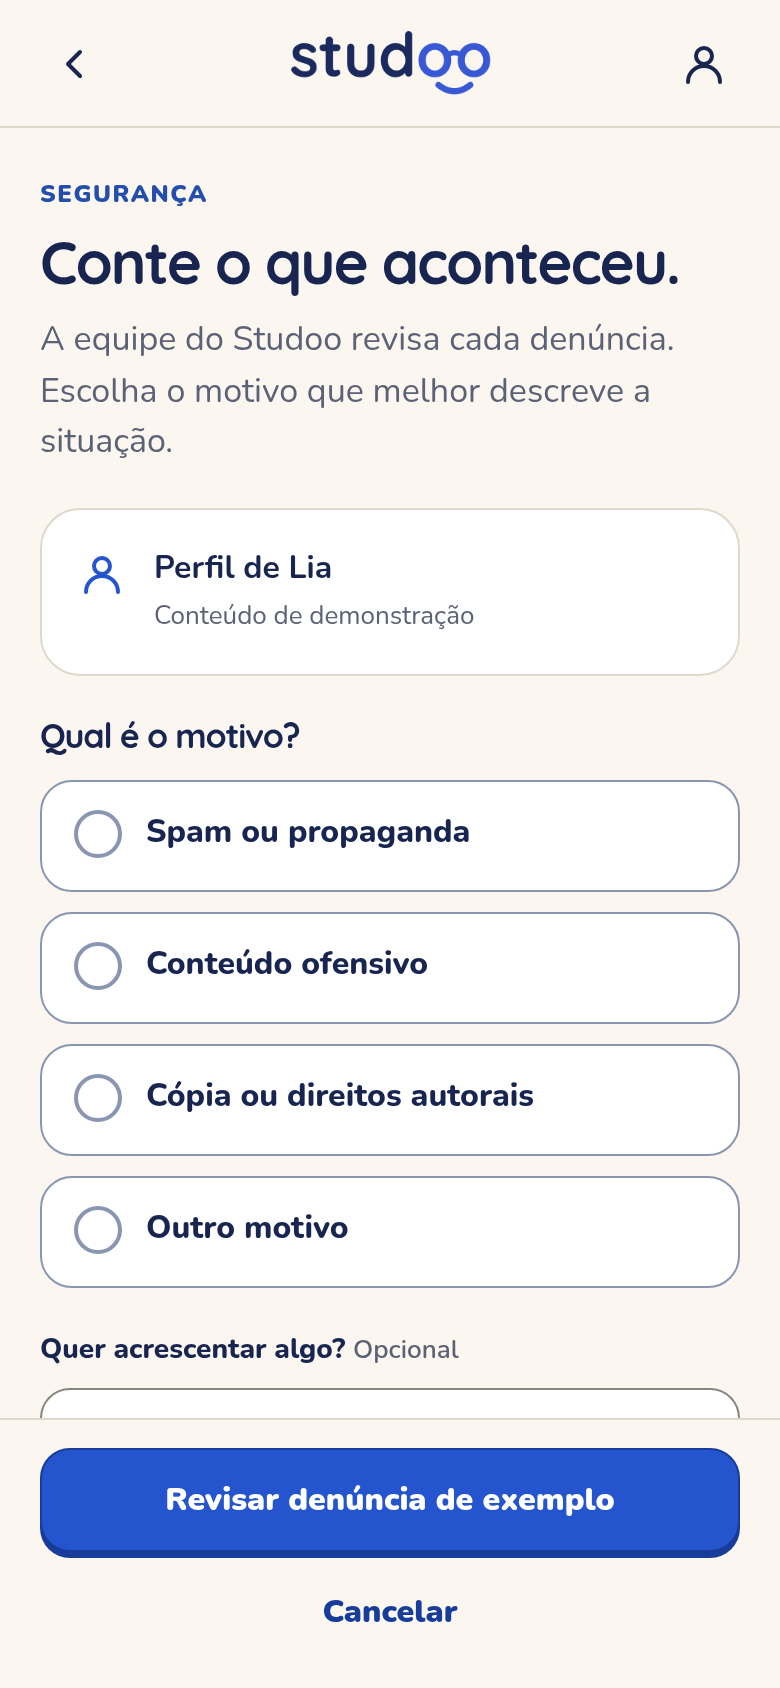 studoo
SEGURANÇA
Conte o que aconteceu.
A equipe do Studoo revisa cada denúncia.
Escolha o motivo que melhor descreve a
situação.
Perfil de Lia
Conteúdo de demonstração
Qual é o motivo?
Spam ou propaganda
Conteúdo ofensivo
Cópia ou direitos autorais
Outro motivo
Quer acrescentar algo? Opcional
Revisar denúncia de exemplo
Cancelar